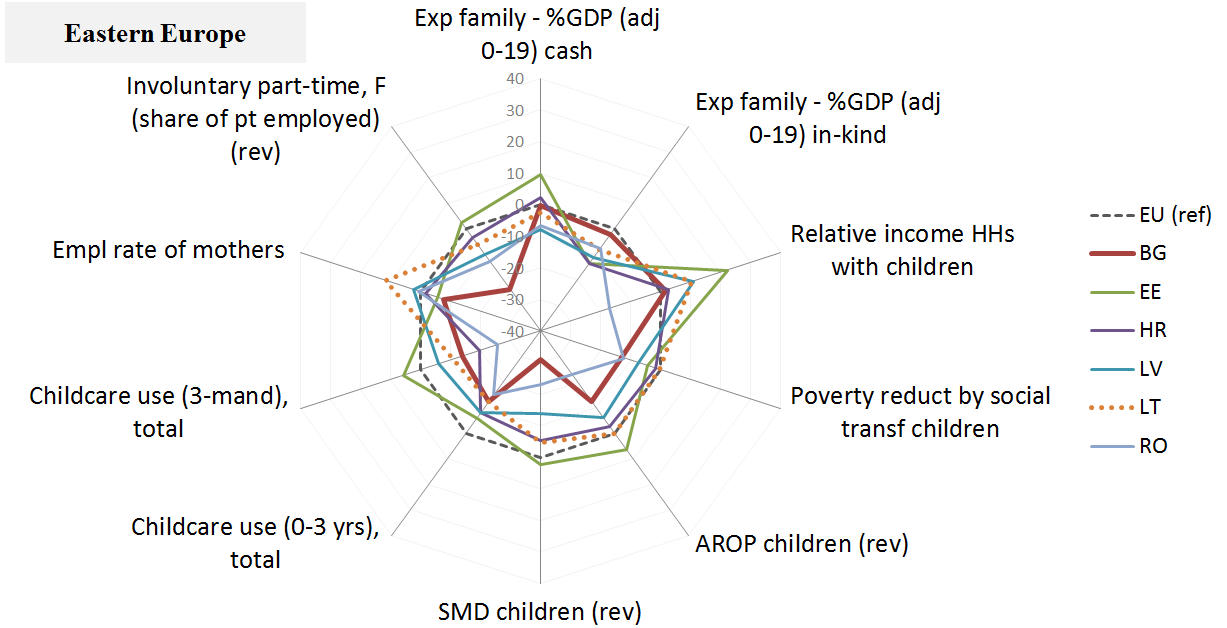 Eastern Europe
Exp family - %GDP (adj
0-19) cash
Exp family - %GDP (adj
0-19) in-kind
Relative income HHs
with children
Poverty reduct by social
transf children
AROP children (rev)
SMD children (rev)
Childcare use (0-3 yrs),
total
Childcare use (3-mand),
total
Empl rate of mothers
Involuntary part-time, F
(share of pt employed)
(rev)
40
30
20
10
0
-10
-20
-30
-40
EU (ref)
BG
EE
HR
LV
LT
RO